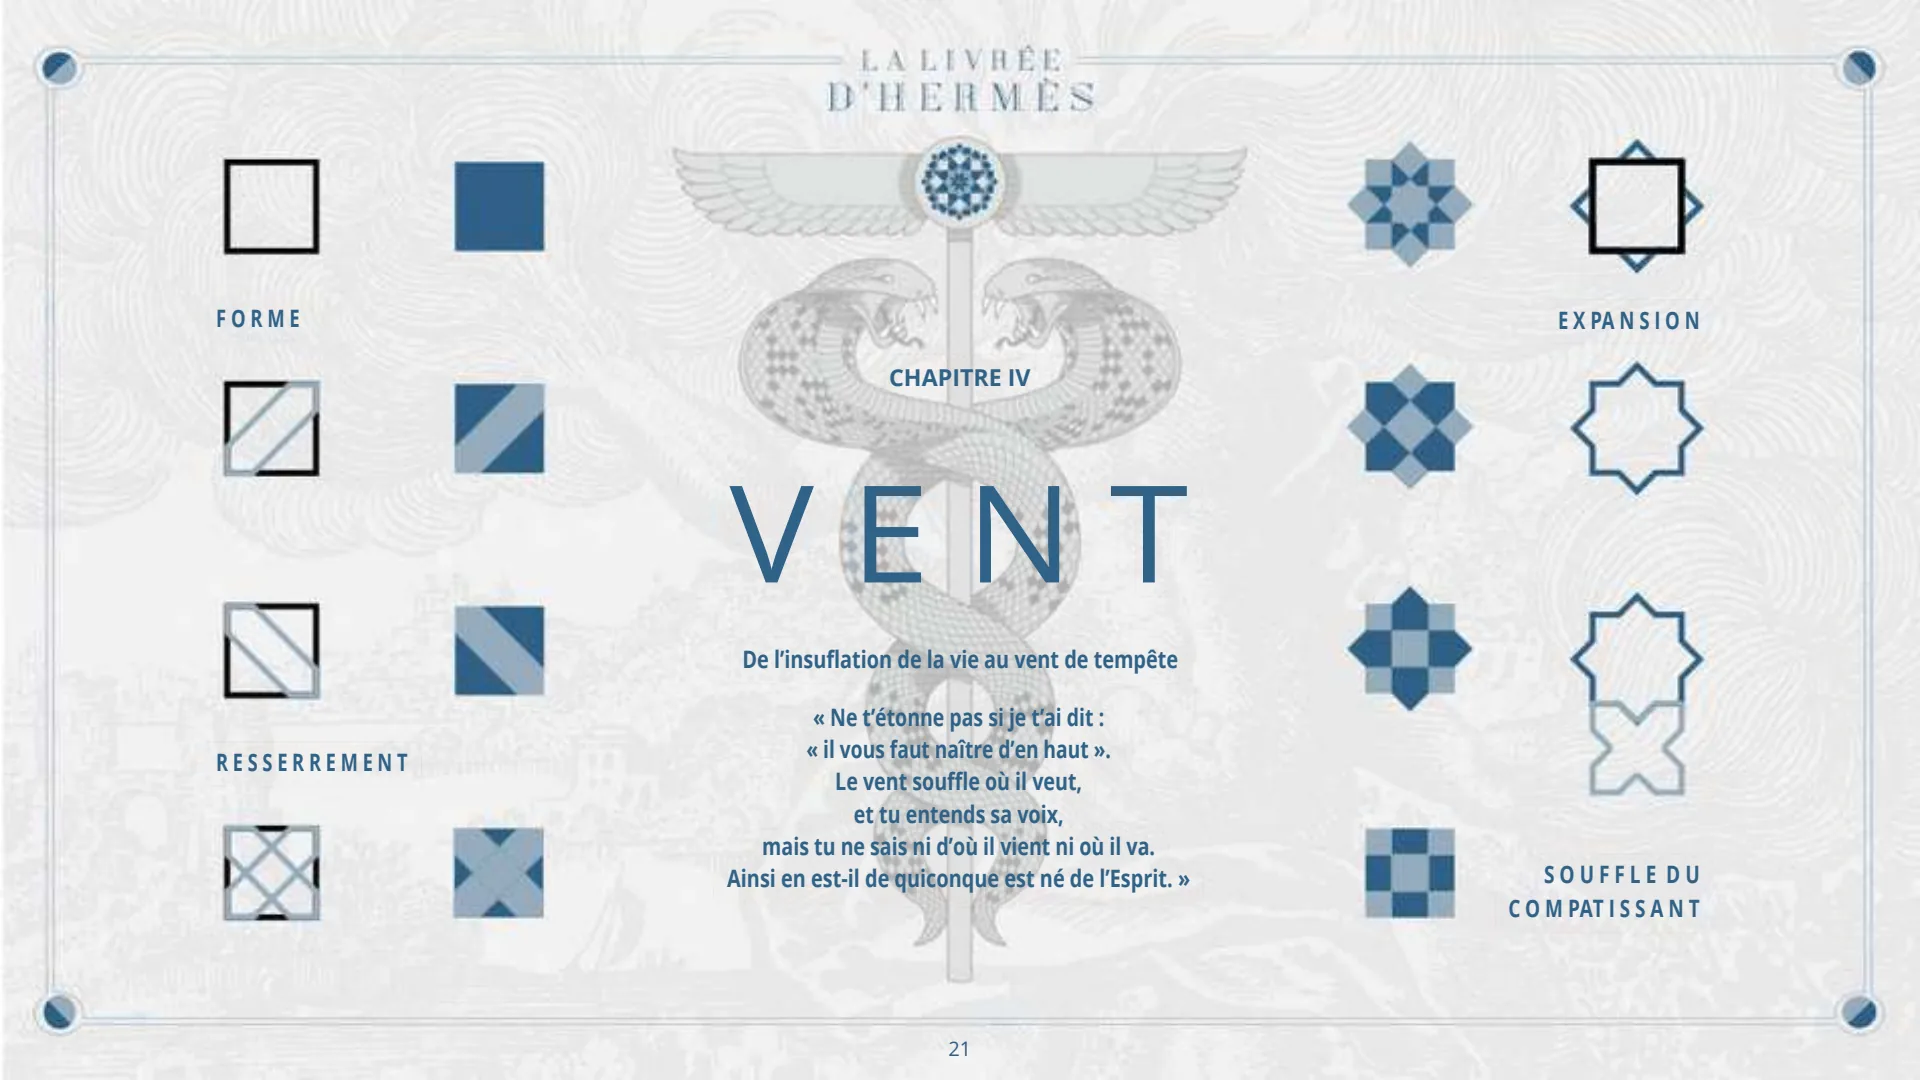 LA LIVRÉE
D'HERMÈS
FORME
EXPANSION
CHAPITRE IV
VENT
De l’insuflation de la vie au vent de tempête
« Ne t’étonne pas si je t’ai dit :
« il vous faut naître d’en haut ».
Le vent souffle où il veut,
et tu entends sa voix,
mais tu ne sais ni d’où il vient ni où il va.
Ainsi en est-il de quiconque est né de l’Esprit. »
RESSERREMENT
SOUFFLE DU
COMPATISSANT
21